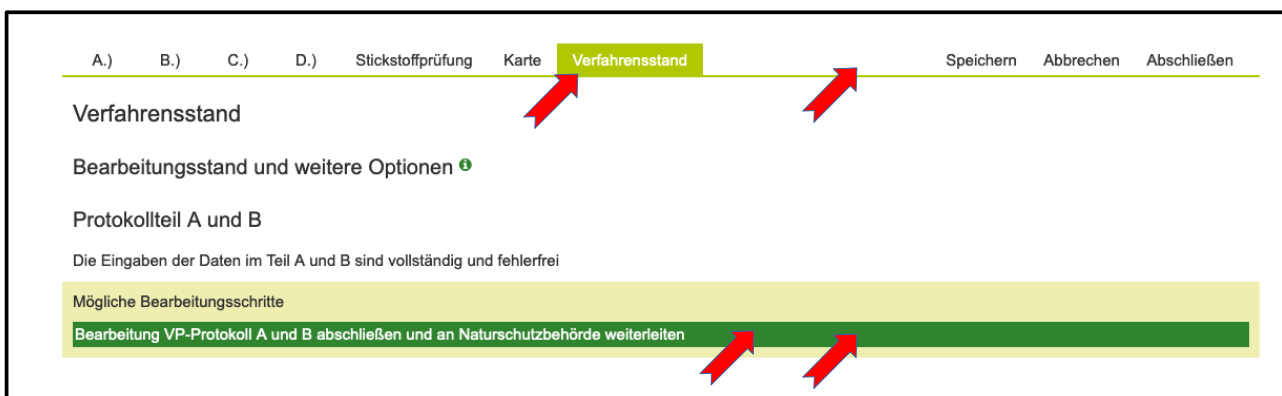 A.) B.) C.) D.) Stickstoffprüfung Karte Verfahrensstand Speichern Abbrechen Abschließen
Verfahrensstand
Bearbeitungsstand und weitere Optionen
Protokollteil A und B
Die Eingaben der Daten im Teil A und B sind vollständig und fehlerfrei
Mögliche Bearbeitungsschritte
Bearbeitung VP-Protokoll A und B abschließen und an Naturschutzbehörde weiterleiten